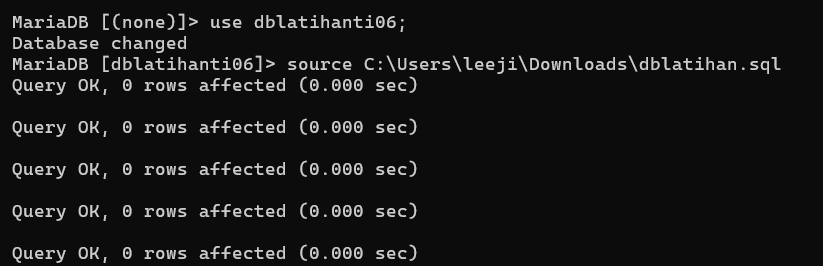 MariaDB [(none)]> use dblatihanti06;
Database changed
MariaDB [dblatihanti06]> source C:\Users\leeji\Downloads\dblatihan.sql
Query OK, 0 rows affected (0.000 sec)
Query OK, 0 rows affected (0.000 sec)
Query OK, 0 rows affected (0.000 sec)
Query OK, 0 rows affected (0.000 sec)
Query OK, 0 rows affected (0.000 sec)